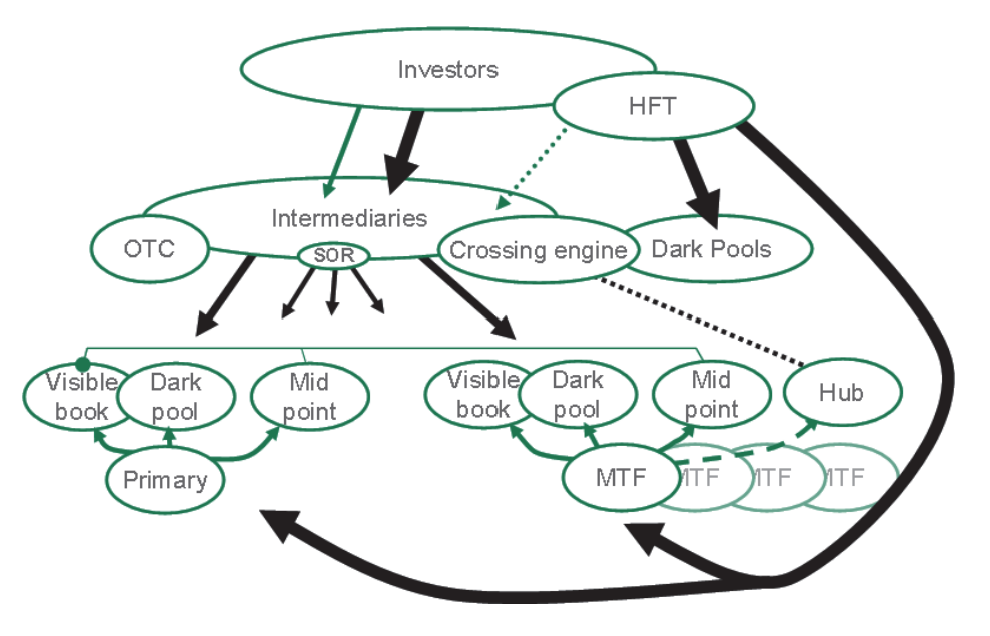 Investors
HFT
Intermediaries
OTC
SOR
Crossing engine
Dark Pools
Visible
book
Dark
pool
Mid
point
Visible
book
Dark
pool
Mid
point
Hub
Primary
MTF
MTF
MTF
MTF